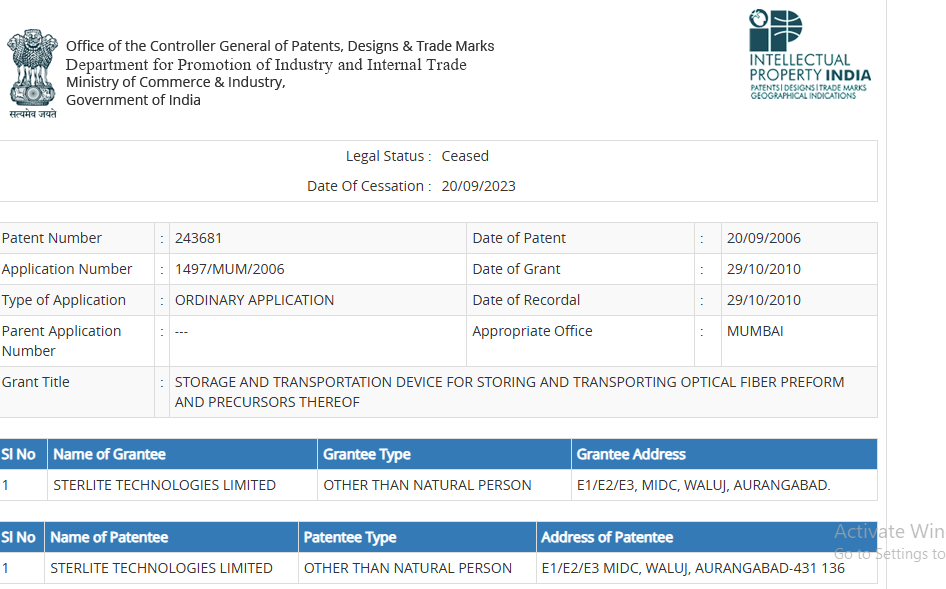 Office of the Controller General of Patents, Designs & Trade Marks
Department for Promotion of Industry and Internal Trade
Ministry of Commerce & Industry,
Government of India
सत्यमेव जयते
INTELLECTUAL
PROPERTY INDIA
PATENTS | DESIGNS | TRADE MARKS
GEOGRAPHICAL INDICATIONS
Legal Status : Ceased
Date Of Cessation : 20/09/2023
Patent Number : 243681 Date of Patent : 20/09/2006
Application Number : 1497/MUM/2006 Date of Grant : 29/10/2010
Type of Application : ORDINARY APPLICATION Date of Recordal : 29/10/2010
Parent Application : --- Appropriate Office : MUMBAI
Number
Grant Title : STORAGE AND TRANSPORTATION DEVICE FOR STORING AND TRANSPORTING OPTICAL FIBER PREFORM
AND PRECURSORS THEREOF
Sl No Name of Grantee Grantee Type Grantee Address
1 STERLITE TECHNOLOGIES LIMITED OTHER THAN NATURAL PERSON E1/E2/E3, MIDC, WALUJ, AURANGABAD.
Sl No Name of Patentee Patentee Type Address of Patentee
1 STERLITE TECHNOLOGIES LIMITED OTHER THAN NATURAL PERSON E1/E2/E3 MIDC, WALUJ, AURANGABAD-431 136
Activate Win
Go to Settings to